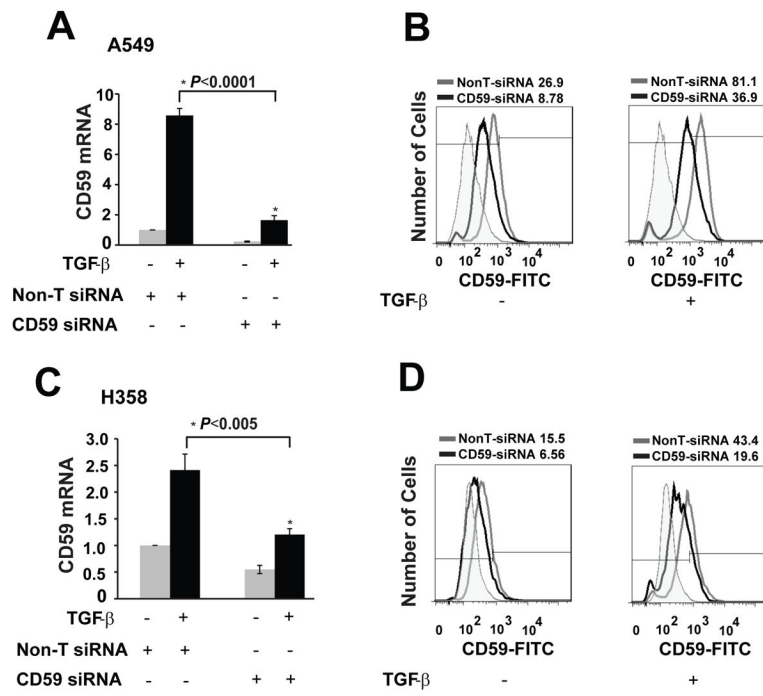 A
A549
* P<0.0001
CD59 mRNA
10
8
6
4
2
0
*
TGF-β - + - +
Non-T siRNA + + - -
CD59 siRNA - - + +
B
NonT-siRNA 26.9
CD59-siRNA 8.78
NonT-siRNA 81.1
CD59-siRNA 36.9
Number of Cells
0 10² 10³ 10⁴
0 10² 10³ 10⁴
CD59-FITC
CD59-FITC
TGF-β - +
C
H358
* P<0.005
CD59 mRNA
3.0
2.5
2.0
1.5
1.0
0.5
0.0
*
TGF-β - + - +
Non-T siRNA + + - -
CD59 siRNA - - + +
D
NonT-siRNA 15.5
CD59-siRNA 6.56
NonT-siRNA 43.4
CD59-siRNA 19.6
Number of Cells
0 10² 10³ 10⁴
0 10² 10³ 10⁴
CD59-FITC
CD59-FITC
TGF-β - +